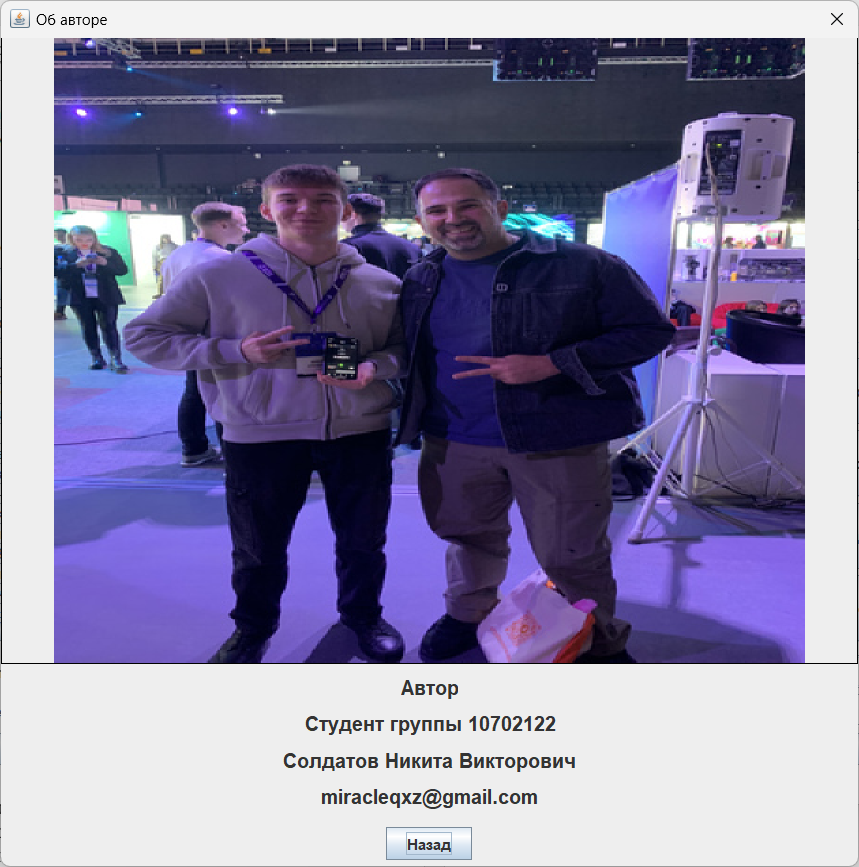 Об авторе
Автор
Студент группы 10702122
Солдатов Никита Викторович
miracleqxz@gmail.com
Назад